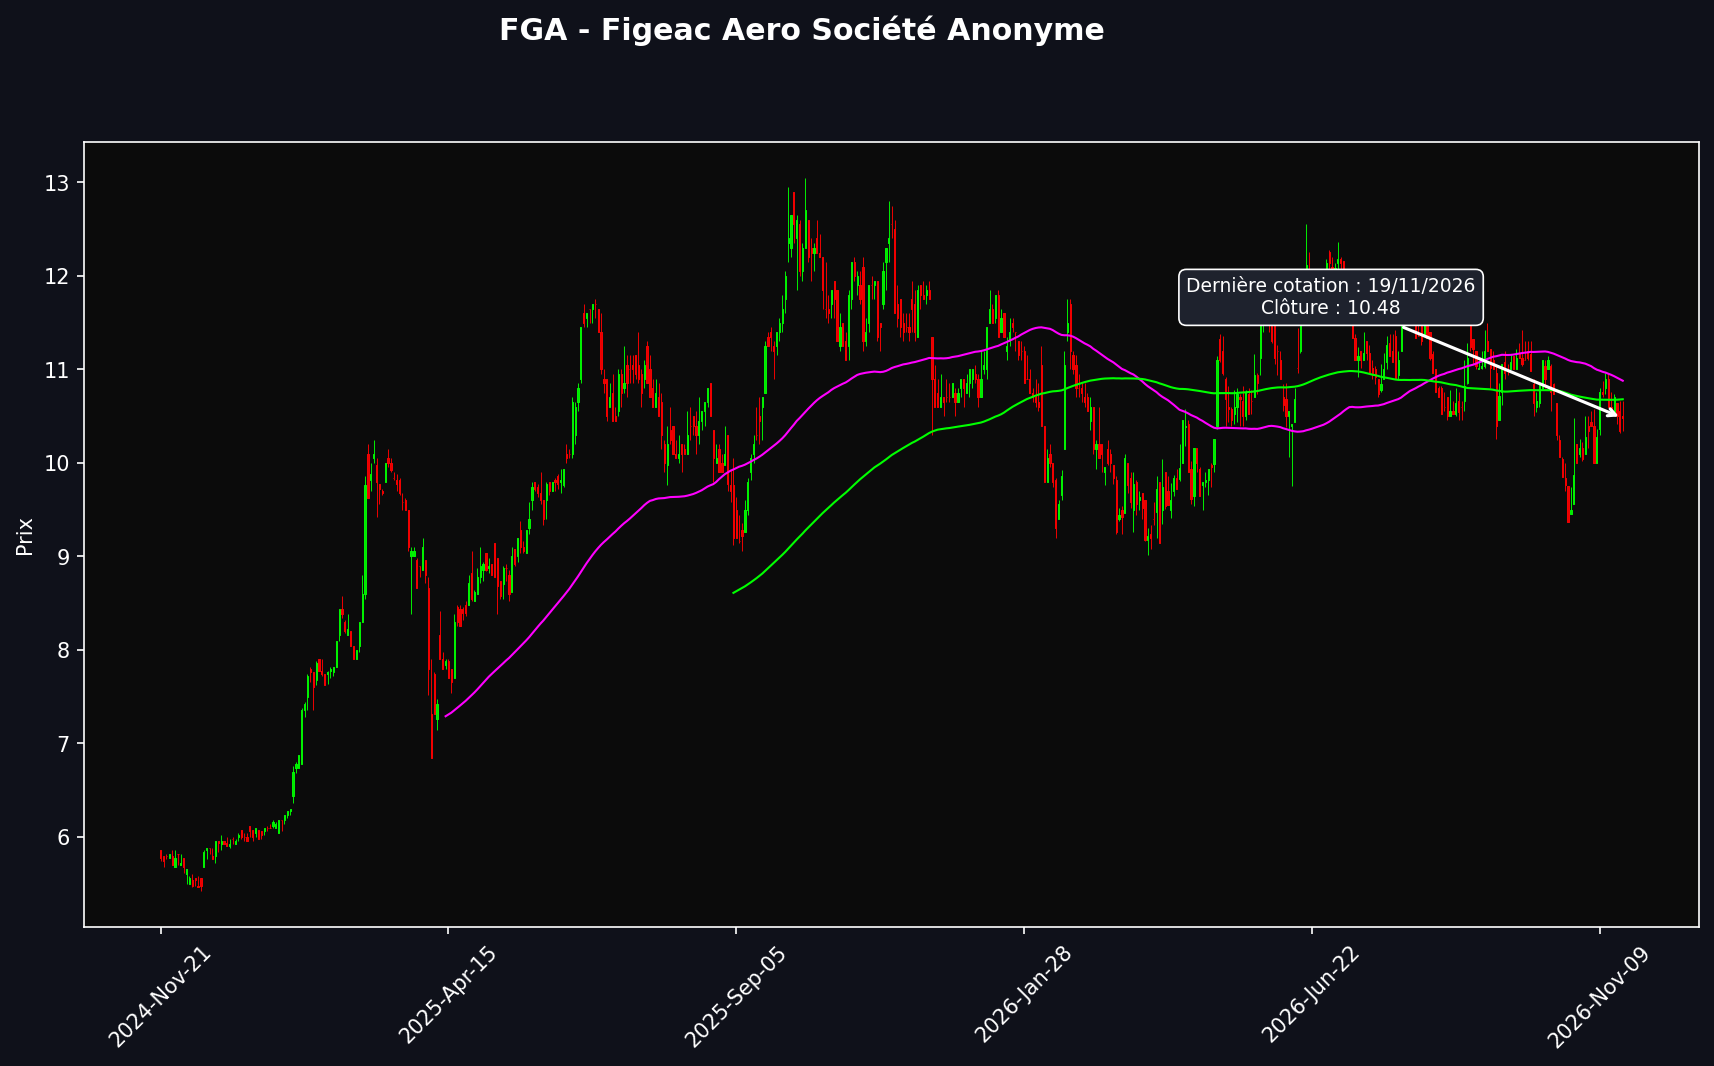 FGA - Figeac Aero Société Anonyme
Prix
13
12
11
10
9
8
7
6
Dernière cotation : 19/11/2026
Clôture : 10.48
2024-Nov-21
2025-Apr-15
2025-Sep-05
2026-Jan-28
2026-Jun-22
2026-Nov-09